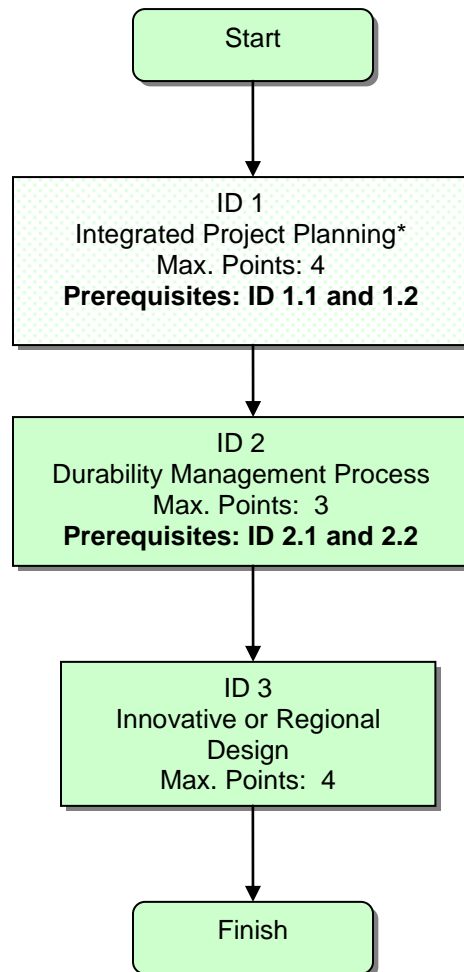 Start
ID 1
Integrated Project Planning*
Max. Points: 4
Prerequisites: ID 1.1 and 1.2
ID 2
Durability Management Process
Max. Points:  3
Prerequisites: ID 2.1 and 2.2
ID 3
Innovative or Regional
Design
Max. Points:  4
Finish